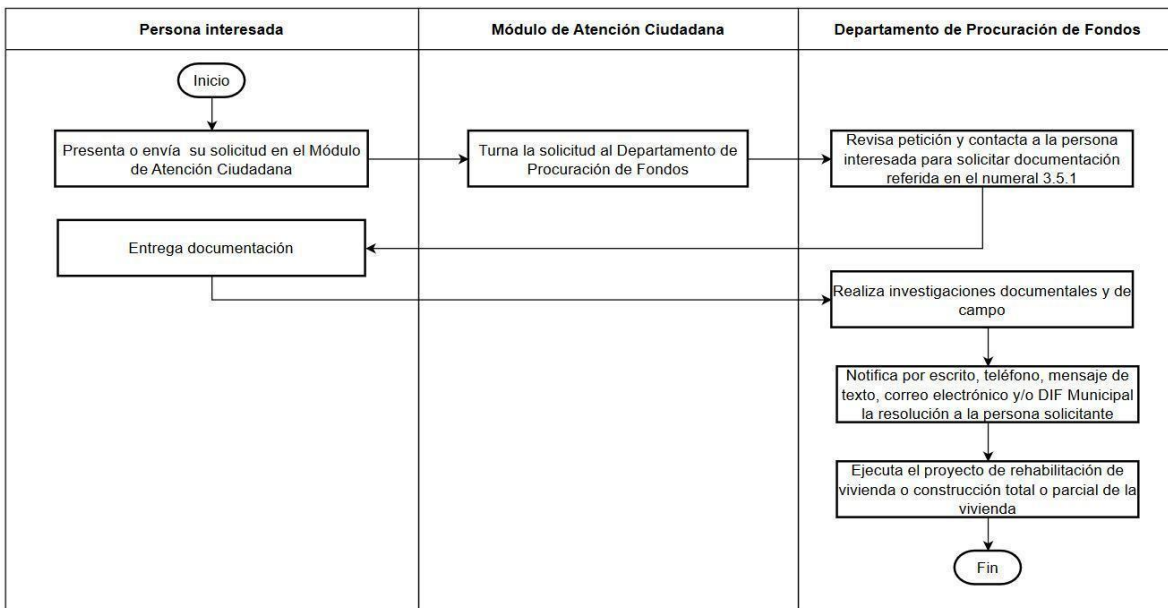 Persona interesada
Módulo de Atención Ciudadana
Departamento de Procuración de Fondos
Inicio
Presenta o envía su solicitud en el Módulo
de Atención Ciudadana
Turna la solicitud al Departamento de
Procuración de Fondos
Revisa petición y contacta a la persona
interesada para solicitar documentación
referida en el numeral 3.5.1
Entrega documentación
Realiza investigaciones documentales y de
campo
Notifica por escrito, teléfono, mensaje de
texto, correo electrónico y/o DIF Municipal
la resolución a la persona solicitante
Ejecuta el proyecto de rehabilitación de
vivienda o construcción total o parcial de la
vivienda
Fin